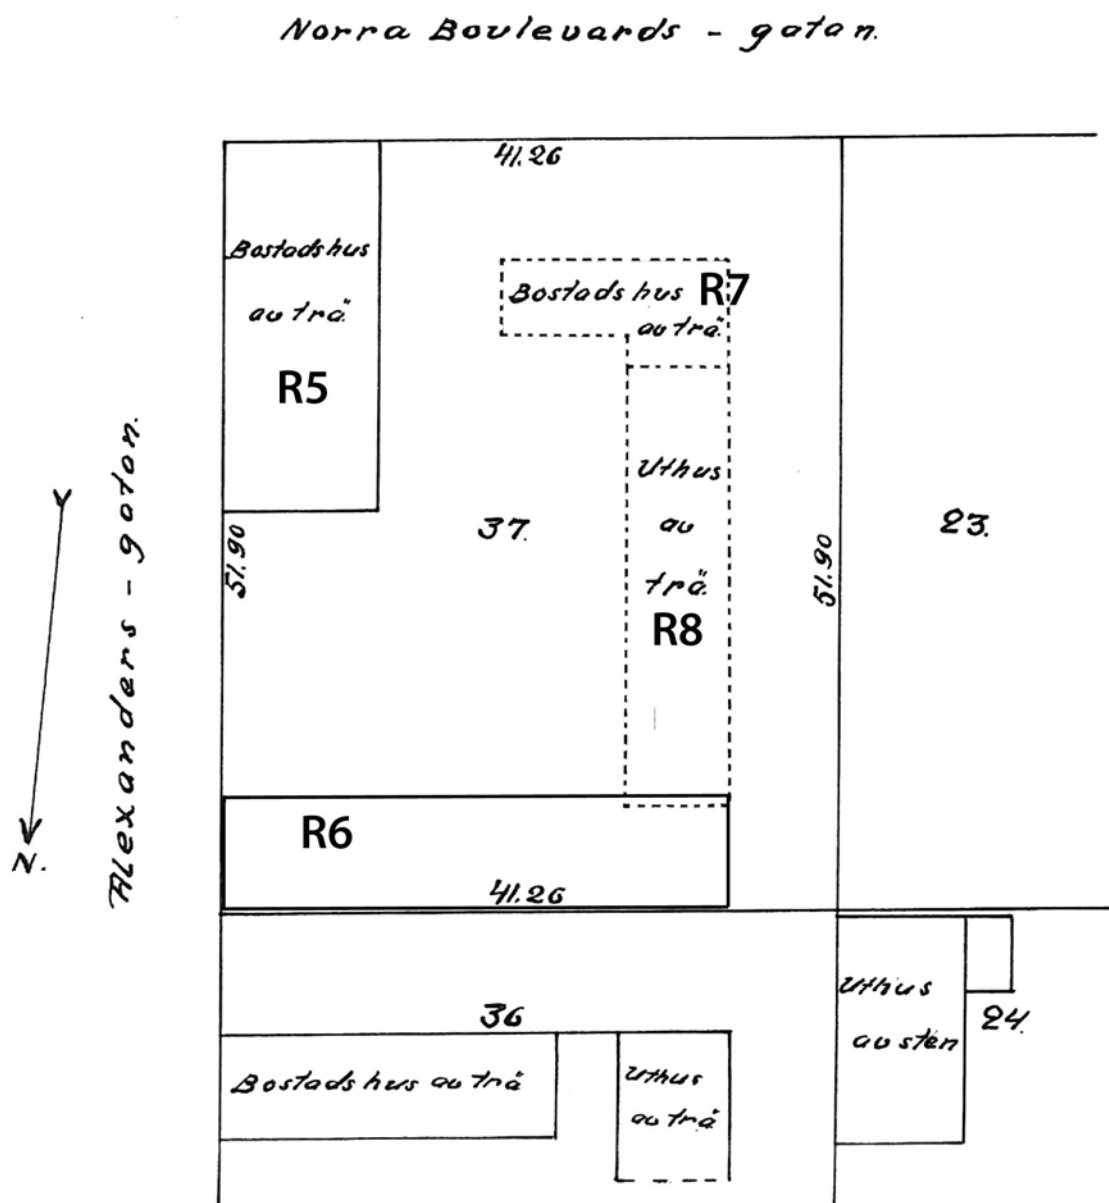 Norra Boulevards - gatan.
41.26
Bostadshus
av trä.
R5
Bostadshus R7
av trä.
Uthus
av
trä.
R8
37.
23.
51.90
51.90
Alexanders - gatan.
N.
R6
41.26
36
Bostadshus av trä
Uthus
av trä
Uthus
av sten
24.